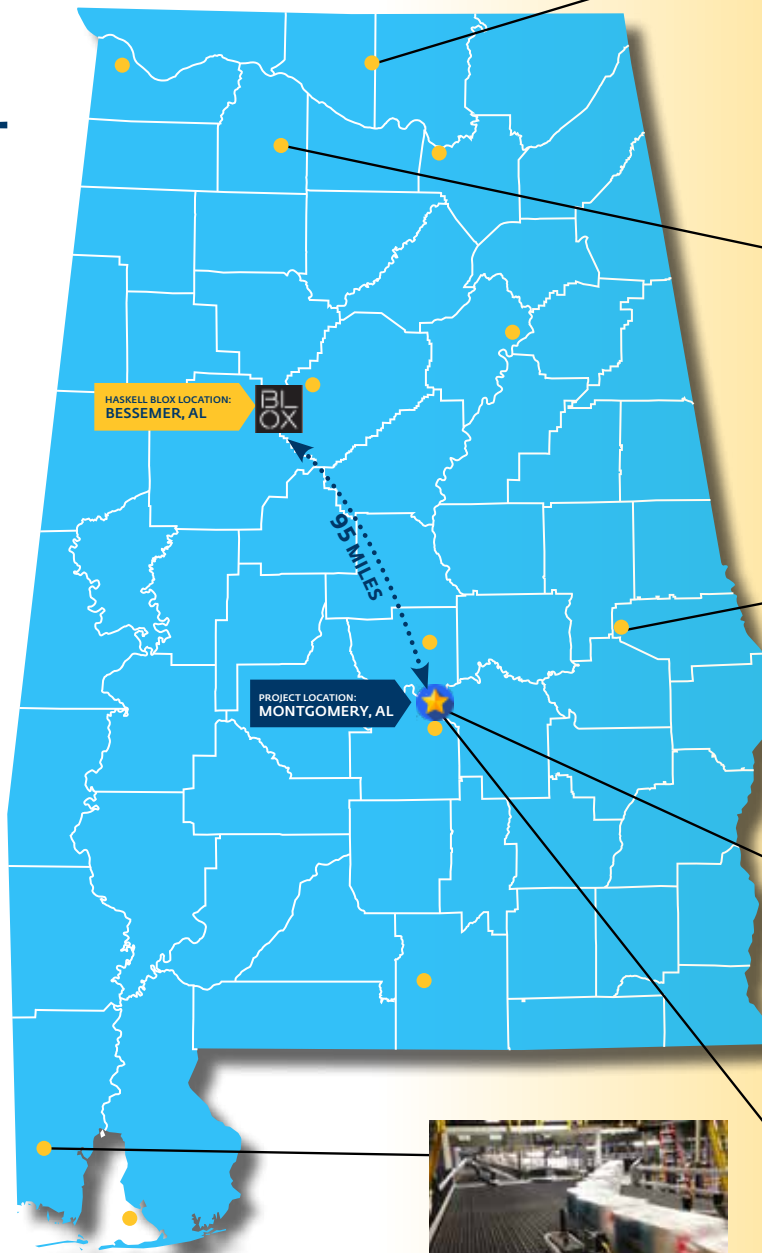 HASKELL BLOX LOCATION:
BESSEMER, AL
BL
OX
95 MILES
PROJECT LOCATION:
MONTGOMERY, AL